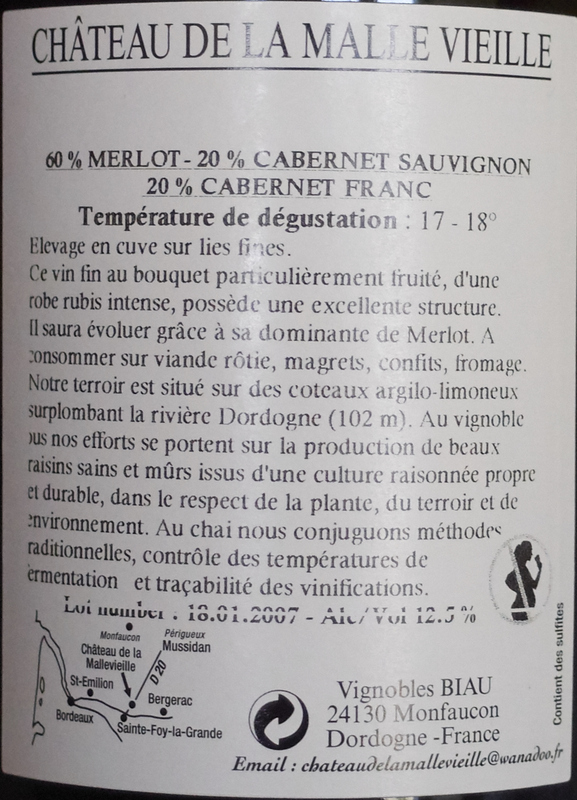 CHÂTEAU DE LA MALLE VIEILLE
60 % MERLOT - 20 % CABERNET SAUVIGNON
20 % CABERNET FRANC
Température de dégustation : 17 - 18°
Elevage en cuve sur lies fines.
Ce vin fin au bouquet particulièrement fruité, d'une
robe rubis intense, possède une excellente structure.
Il saura évoluer grâce à sa dominante de Merlot. A
consommer sur viande rôtie, magrets, confits, fromage.
Notre terroir est situé sur des coteaux argilo-limoneux
surplombant la rivière Dordogne (102 m). Au vignoble
ous nos efforts se portent sur la production de beaux
raisins sains et mûrs issus d'une culture raisonnée propre
et durable, dans le respect de la plante, du terroir et de
environnement. Au chai nous conjuguons méthodes
raditionnelles, contrôle des températures de
ermentation et traçabilité des vinifications.
Lot number : 18.01.2007 - Alc/Vol 12.5 %
Monfaucon
Périgueux
Mussidan
Château de la
Mallevieille
D 20
St-Emilion
Bergerac
Bordeaux
Sainte-Foy-la-Grande
Vignobles BIAU
24130 Monfaucon
Dordogne -France
Email : chateaudelamallevieille@wanadoo.fr
Contient des sulfites